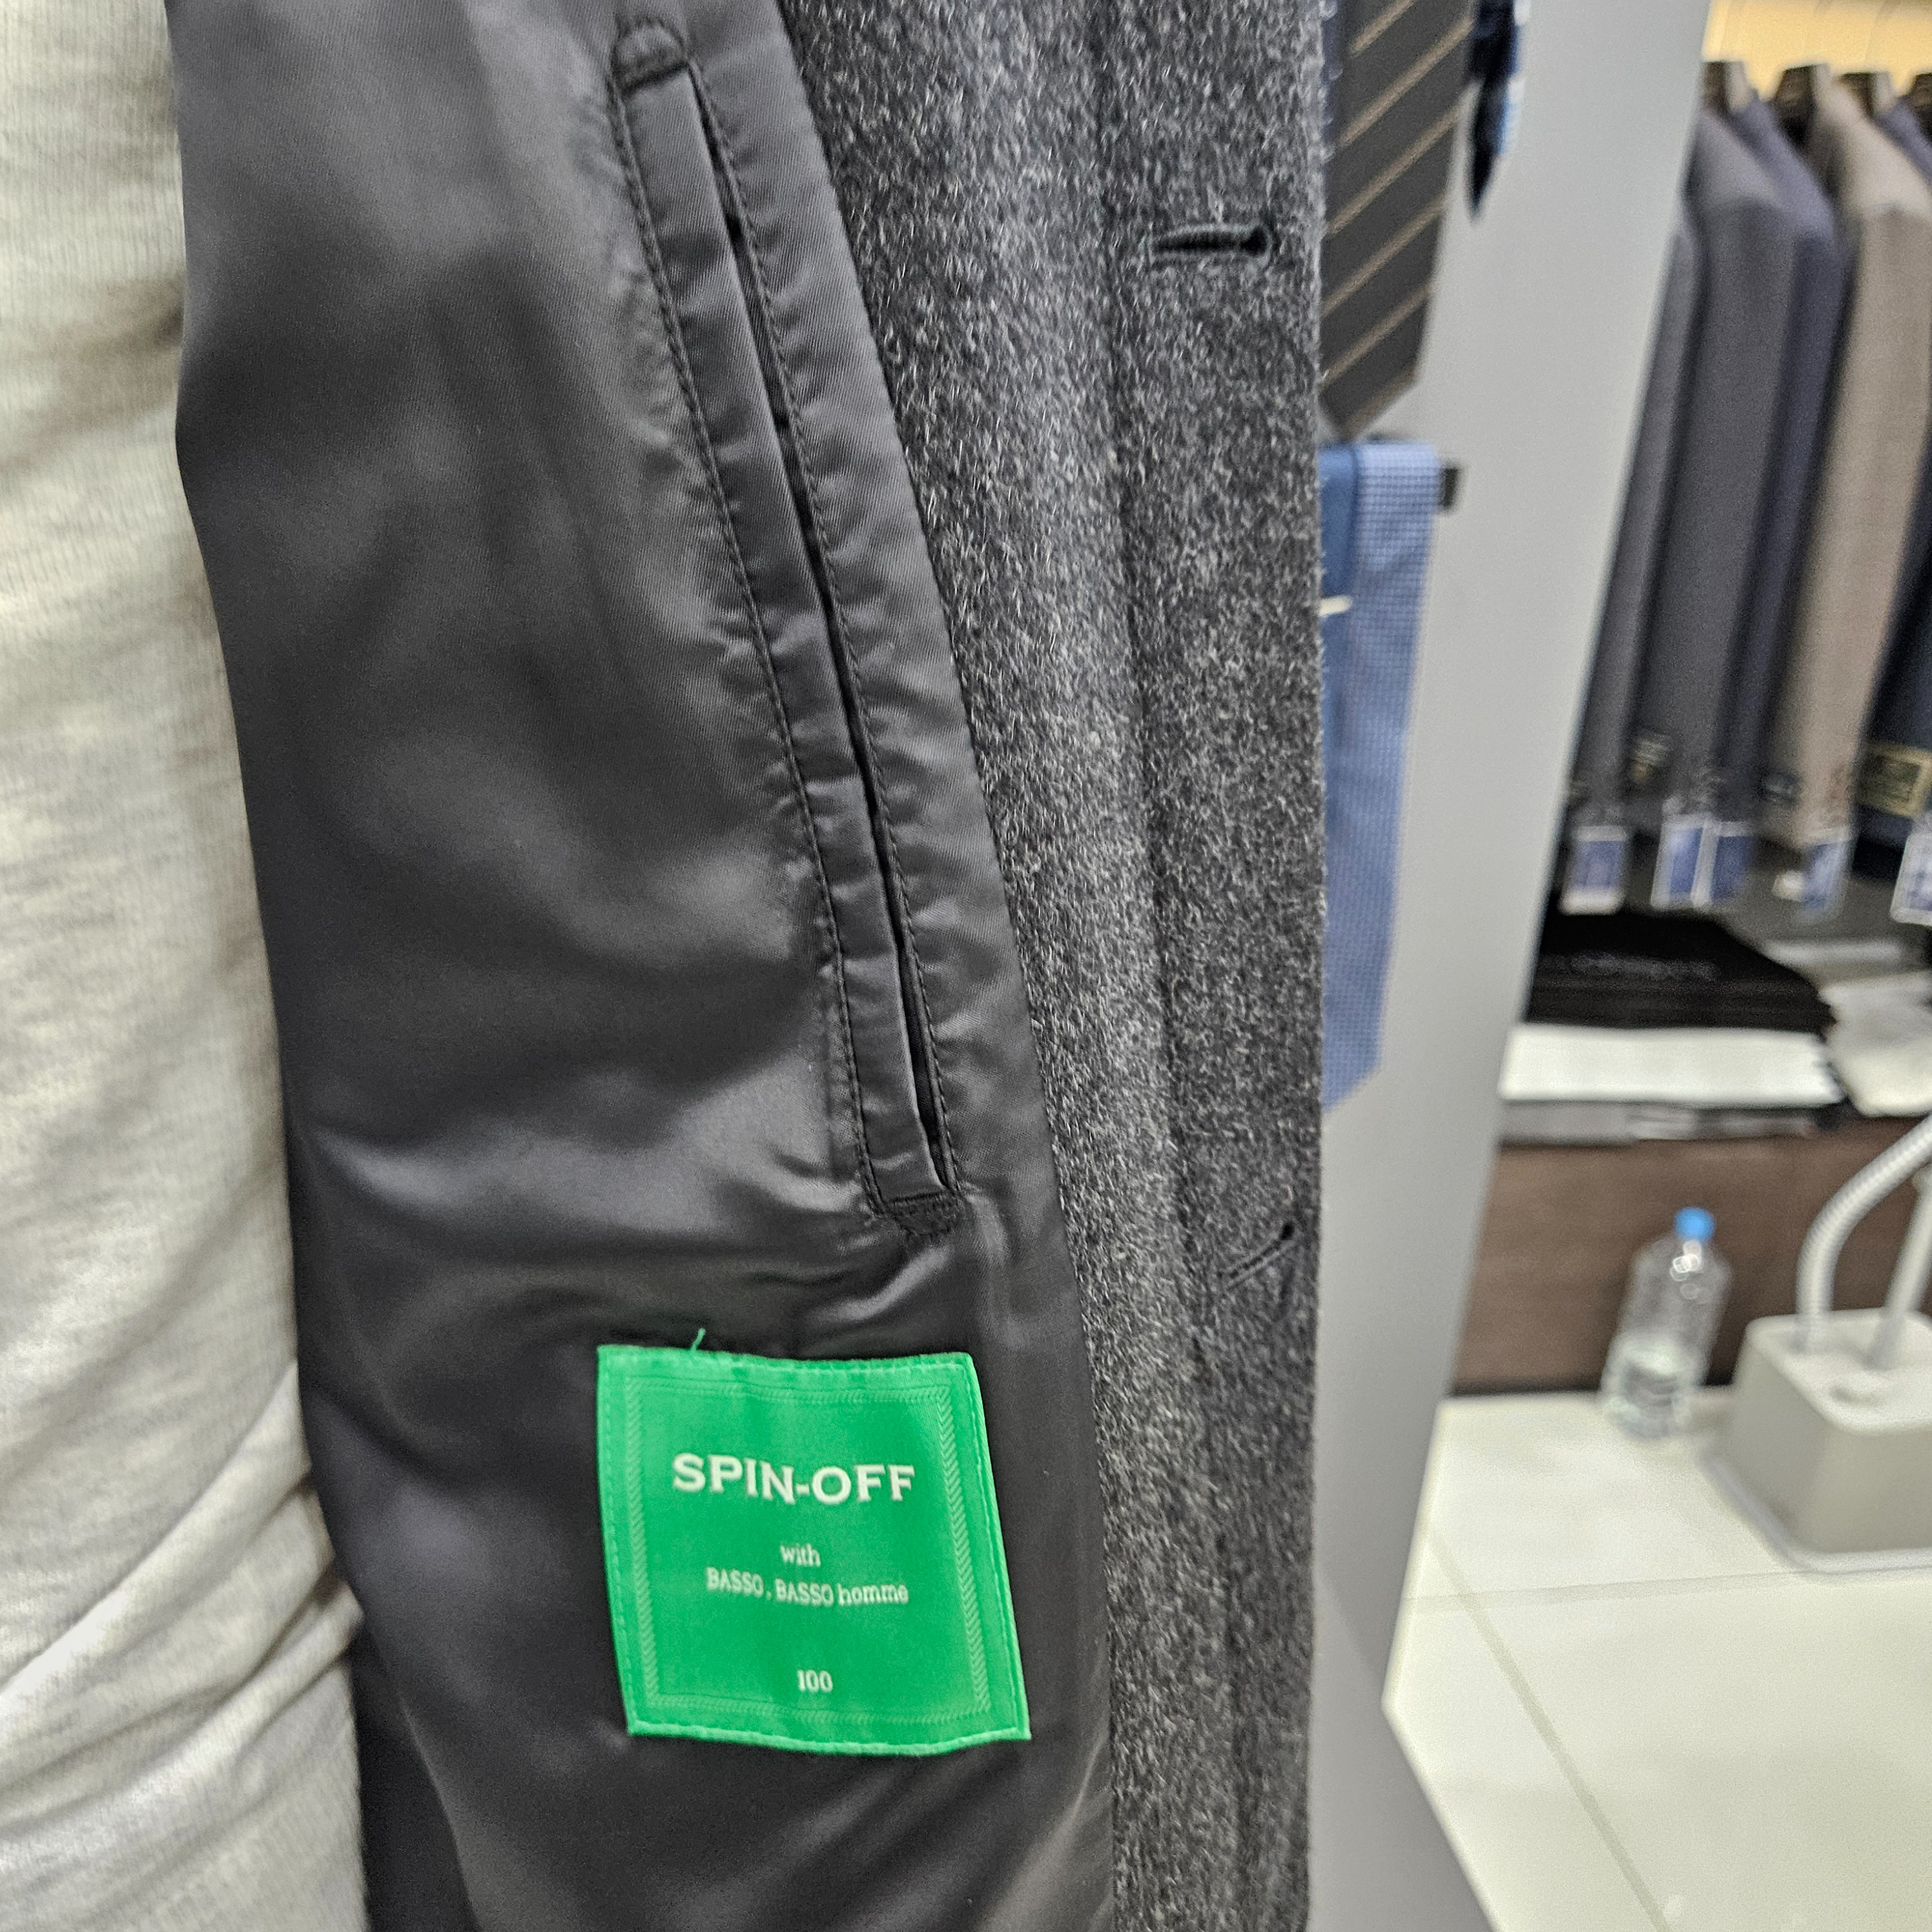 SPIN-OFF
with
BASSO, BASSO homme
100